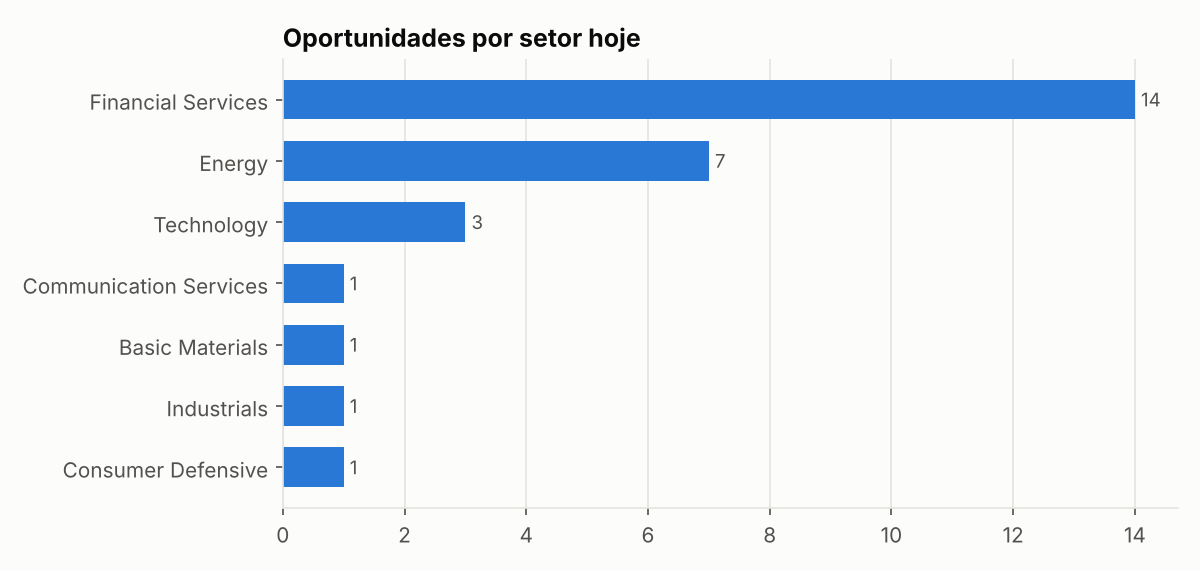 Oportunidades por setor hoje
Financial Services 14
Energy 7
Technology 3
Communication Services 1
Basic Materials 1
Industrials 1
Consumer Defensive 1
0 2 4 6 8 10 12 14